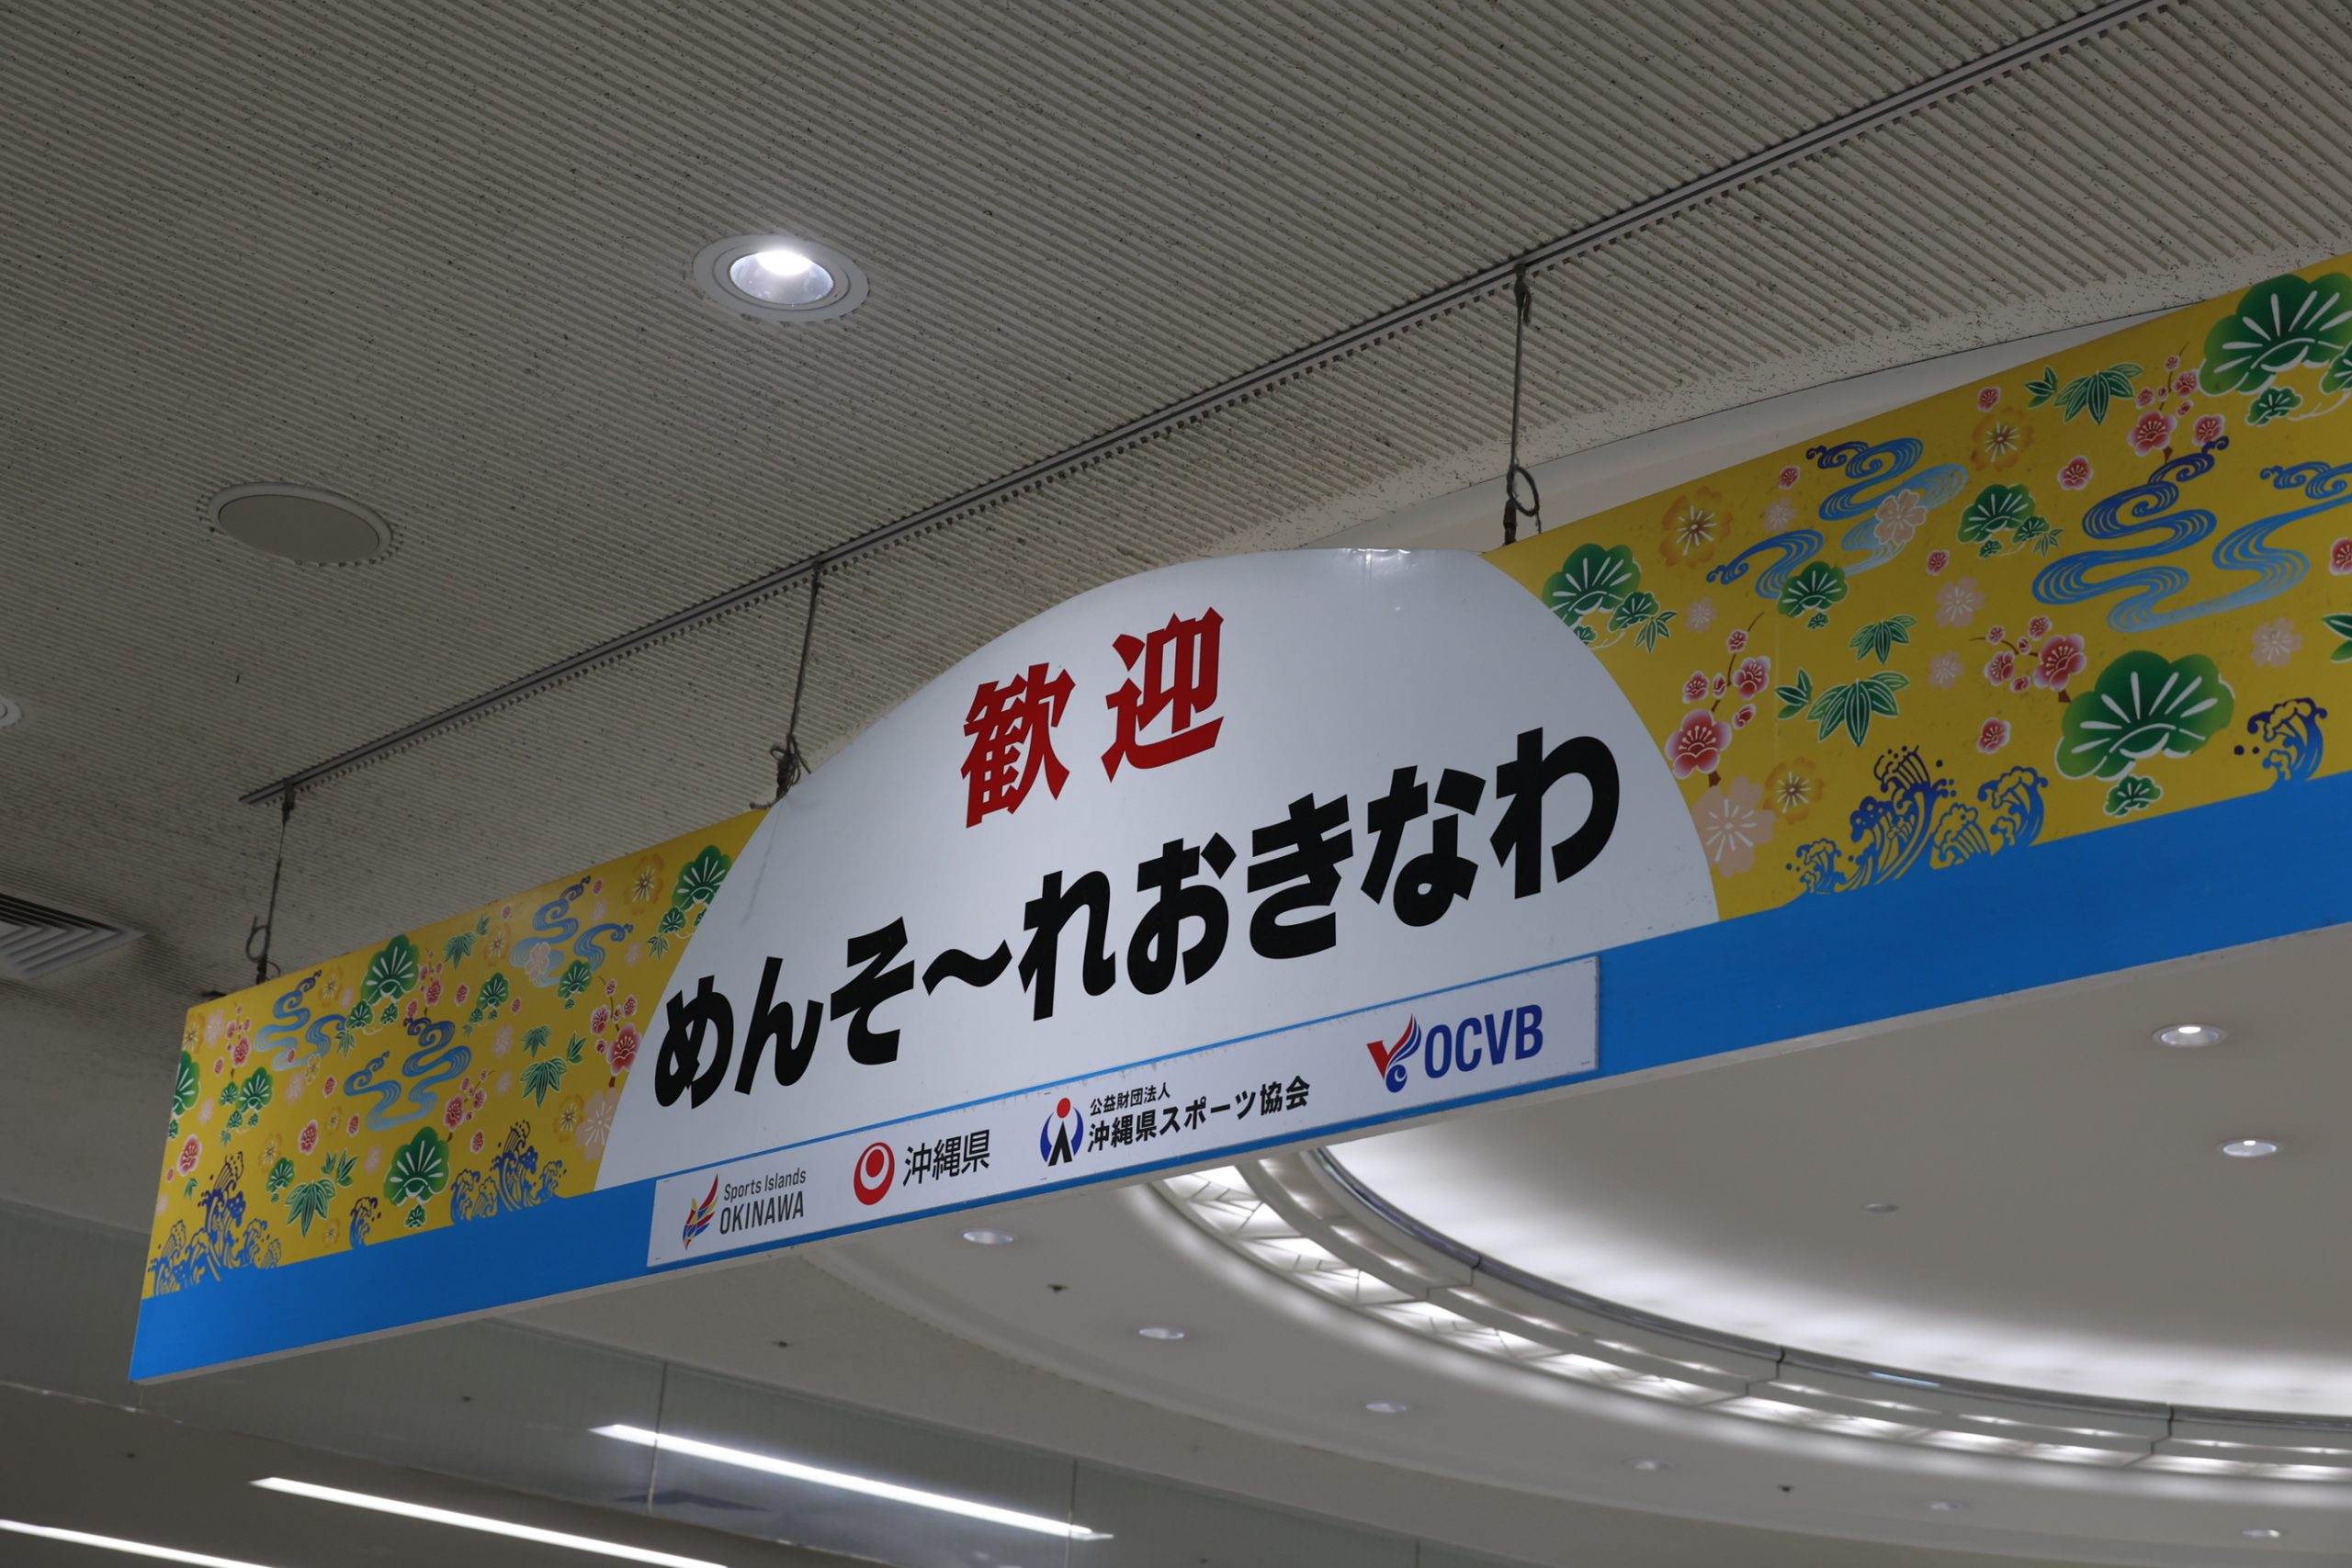 歓迎
めんそ～れおきなわ
Sports Islands
OKINAWA
沖縄県
公益財団法人
沖縄県スポーツ協会
OCVB